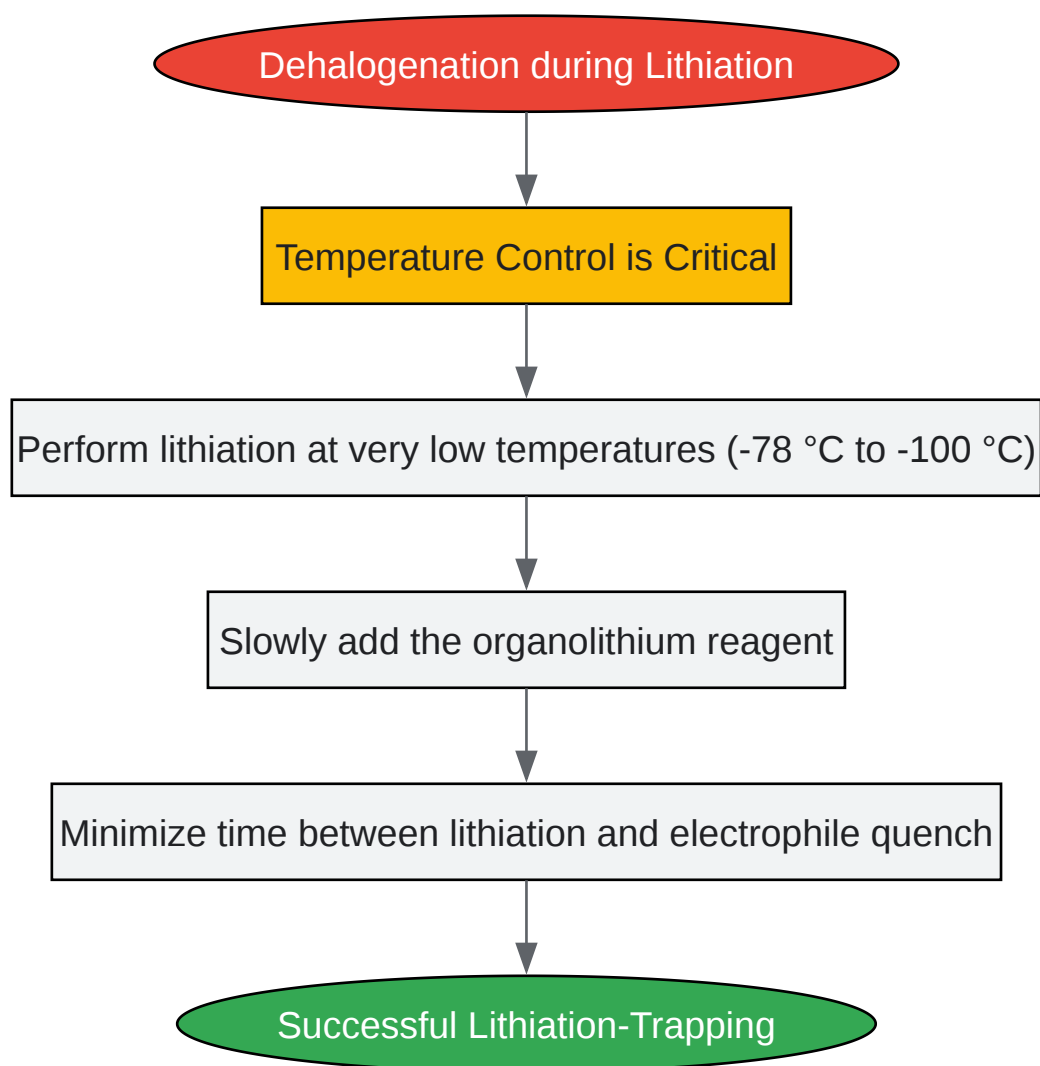 Dehalogenation during Lithiation
Temperature Control is Critical
Perform lithiation at very low temperatures (-78 °C to -100 °C)
Slowly add the organolithium reagent
Minimize time between lithiation and electrophile quench
Successful Lithiation-Trapping